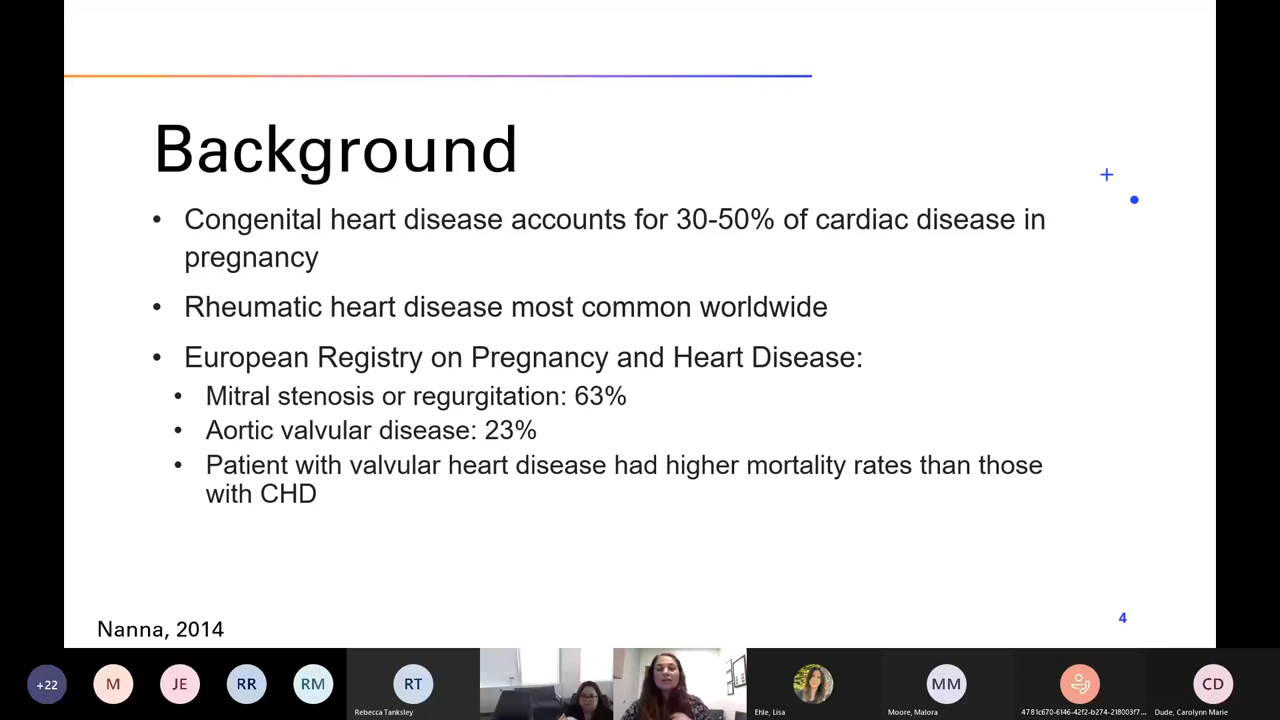 Background
• Congenital heart disease accounts for 30-50% of cardiac disease in
pregnancy
• Rheumatic heart disease most common worldwide
• European Registry on Pregnancy and Heart Disease:
• Mitral stenosis or regurgitation: 63%
• Aortic valvular disease: 23%
• Patient with valvular heart disease had higher mortality rates than those
with CHD
4
Nanna, 2014
+22
M
JE
RR
RM
RT
Rebecca Tanksley
Ehle, Lisa
MM
Moore, Malora
4781c670-6146-42f2-b274-218003f7...
CD
Dude, Carolynn Marie